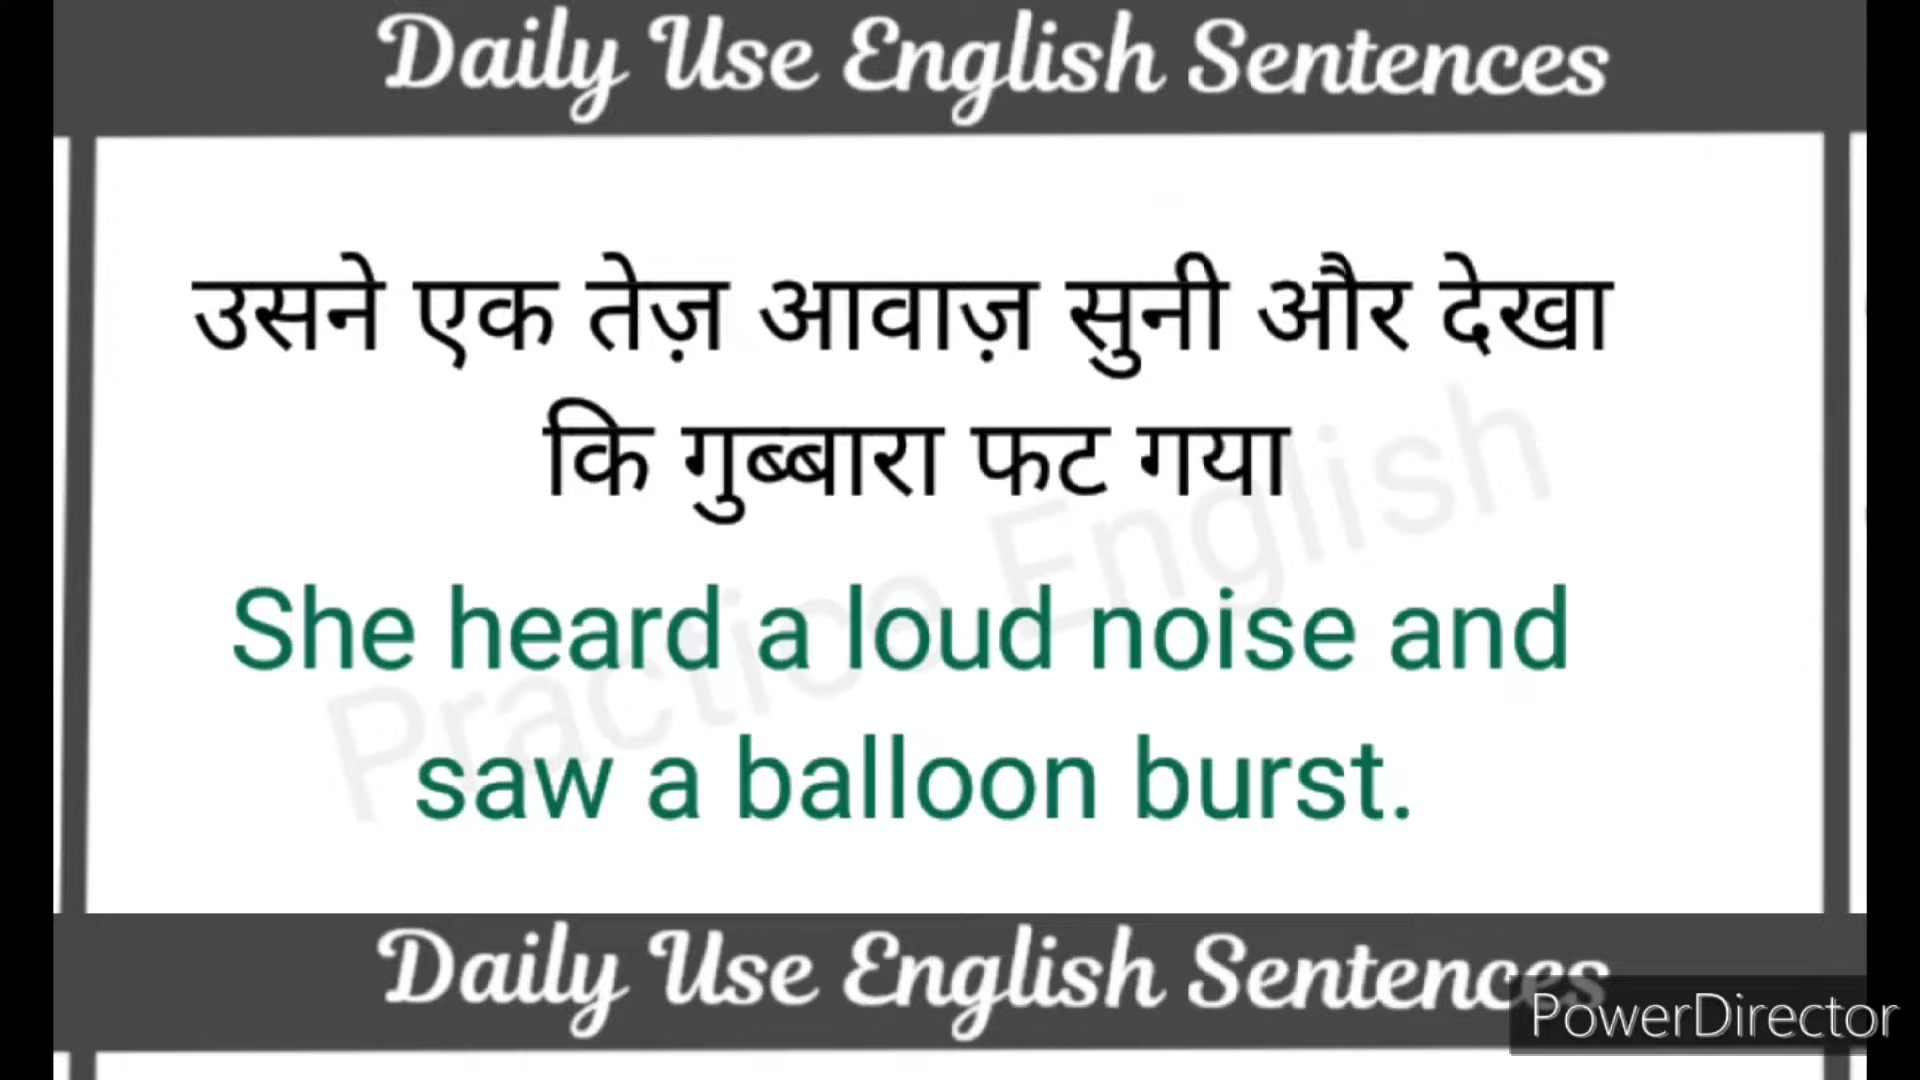 Daily Use English Sentences
उसने एक तेज़ आवाज़ सुनी और देखा
कि गुब्बारा फट गया
Practice English
She heard a loud noise and
saw a balloon burst.
Daily Use English Sentences
PowerDirector